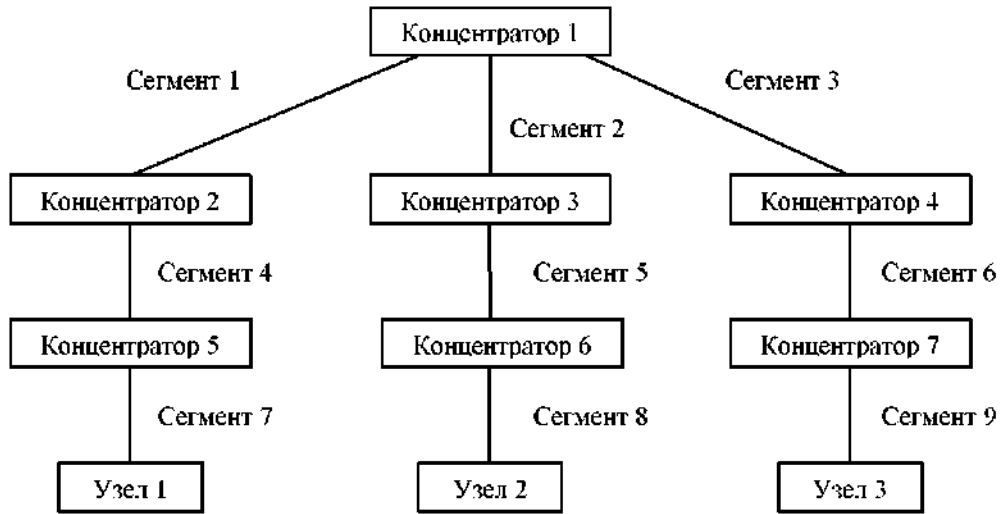 Концентратор 1
Сегмент 1
Сегмент 3
Сегмент 2
Концентратор 2
Концентратор 3
Концентратор 4
Сегмент 4
Сегмент 5
Сегмент 6
Концентратор 5
Концентратор 6
Концентратор 7
Сегмент 7
Сегмент 8
Сегмент 9
Узел 1
Узел 2
Узел 3